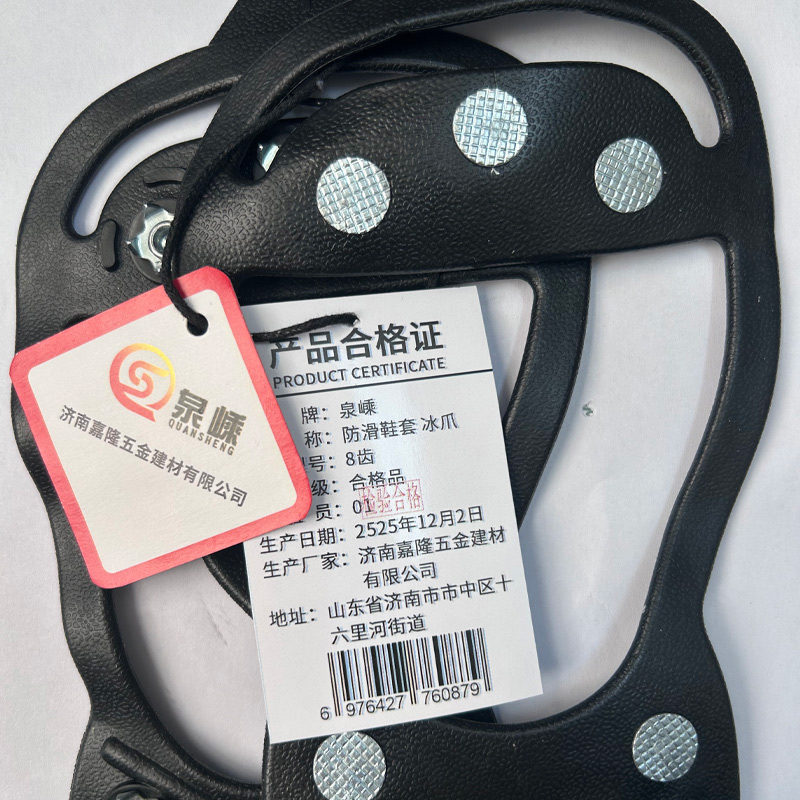 泉嵊
QUANSHENG
济南嘉隆五金建材有限公司
产品合格证
PRODUCT CERTIFICATE
牌：泉嵊
称：防滑鞋套 冰爪
号：8齿
级：合格品
员：01
检验合格
生产日期：2525年12月2日
生产厂家：济南嘉隆五金建材
有限公司
地址：山东省济南市市中区十
六里河街道
6 976427 760879